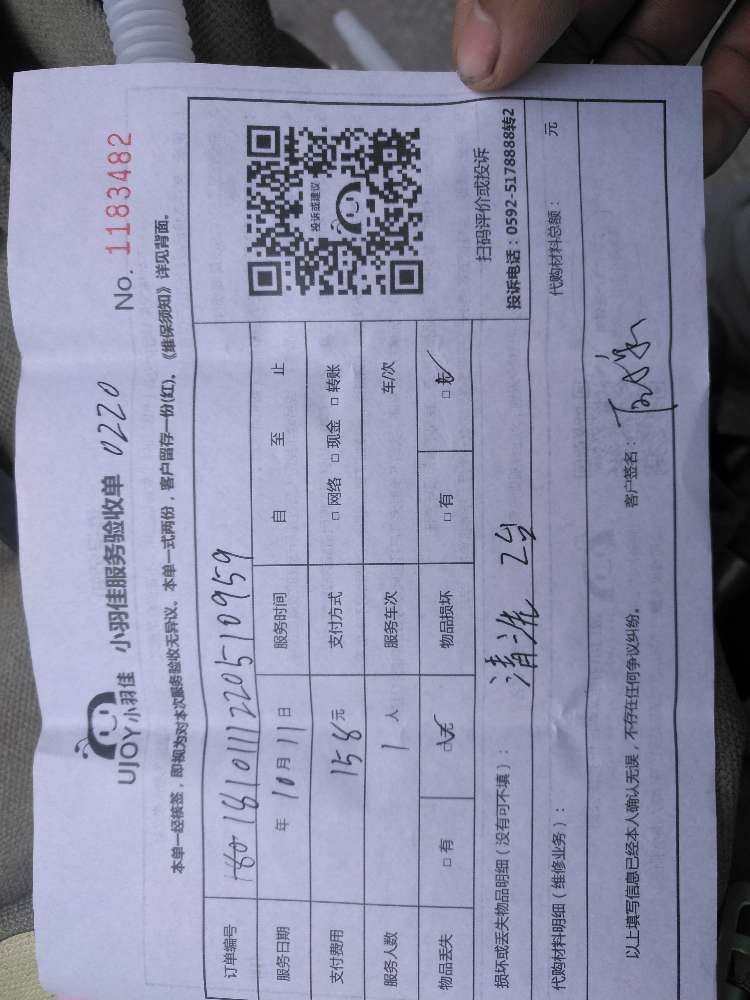 UJOY小羽佳 小羽佳服务验收单 0220 No. 1183482
本单一经核签，即视为对本次服务验收无异议。本单一式两份，客户留存一份(红)。《维保须知》详见背面。
订单编号 180181011122051​0959
服务日期 年 10 月 11 日 服务时间 自 至 止
支付费用 158 元 支付方式 □ 网络 □ 现金 □ 转账
服务人数 1 人 服务车次 车/次
物品丢失 □ 有 □ 无 物品损坏 □ 有 □ 无
投诉或建议
扫码评价或投诉
投诉电话：0592-5178888转2
损坏或丢失物品明细（没有可不填）： 清洗 2台
代购材料明细（维修业务）： 代购材料总额： 元
客户签名：
以上填写信息已经本人确认无误，不存在任何争议纠纷。